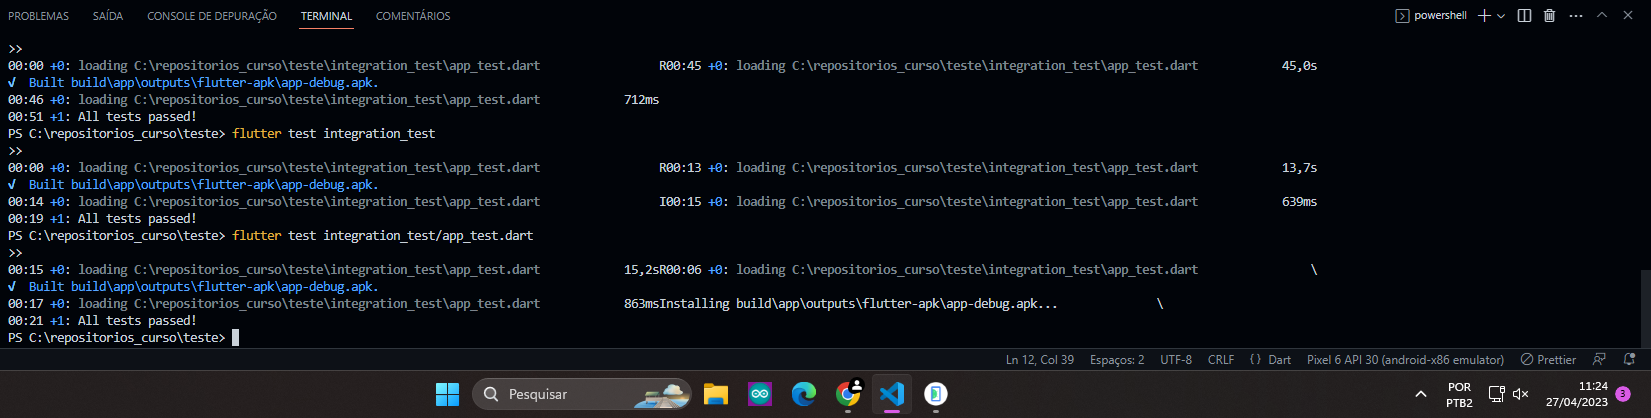 PROBLEMAS SAÍDA CONSOLE DE DEPURAÇÃO TERMINAL COMENTÁRIOS powershell
>>
00:00 +0: loading C:\repositorios_curso\teste\integration_test\app_test.dart R00:45 +0: loading C:\repositorios_curso\teste\integration_test\app_test.dart 45,0s
√ Built build\app\outputs\flutter-apk\app-debug.apk.
00:46 +0: loading C:\repositorios_curso\teste\integration_test\app_test.dart 712ms
00:51 +1: All tests passed!
PS C:\repositorios_curso\teste> flutter test integration_test
>>
00:00 +0: loading C:\repositorios_curso\teste\integration_test\app_test.dart R00:13 +0: loading C:\repositorios_curso\teste\integration_test\app_test.dart 13,7s
√ Built build\app\outputs\flutter-apk\app-debug.apk.
00:14 +0: loading C:\repositorios_curso\teste\integration_test\app_test.dart I00:15 +0: loading C:\repositorios_curso\teste\integration_test\app_test.dart 639ms
00:19 +1: All tests passed!
PS C:\repositorios_curso\teste> flutter test integration_test/app_test.dart
>>
00:15 +0: loading C:\repositorios_curso\teste\integration_test\app_test.dart 15,2sR00:06 +0: loading C:\repositorios_curso\teste\integration_test\app_test.dart \
√ Built build\app\outputs\flutter-apk\app-debug.apk.
00:17 +0: loading C:\repositorios_curso\teste\integration_test\app_test.dart 863msInstalling build\app\outputs\flutter-apk\app-debug.apk... \
00:21 +1: All tests passed!
PS C:\repositorios_curso\teste>
Ln 12, Col 39 Espaços: 2 UTF-8 CRLF {} Dart Pixel 6 API 30 (android-x86 emulator) Prettier
Pesquisar
POR 11:24
PTB2 27/04/2023 3